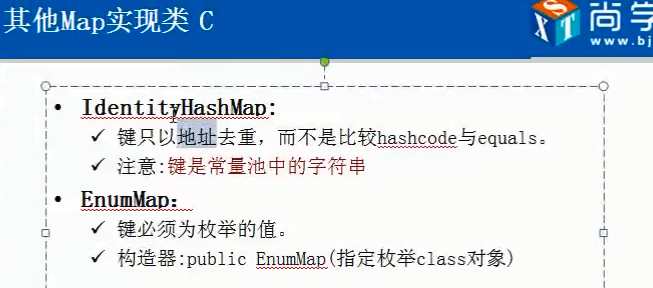 其他Map实现类 C
SXT 尚学
www.bj
• IdentityHashMap:
✓ 键只以地址去重，而不是比较hashcode与equals。
✓ 注意:键是常量池中的字符串
• EnumMap：
✓ 键必须为枚举的值。
✓ 构造器:public EnumMap(指定枚举class对象)